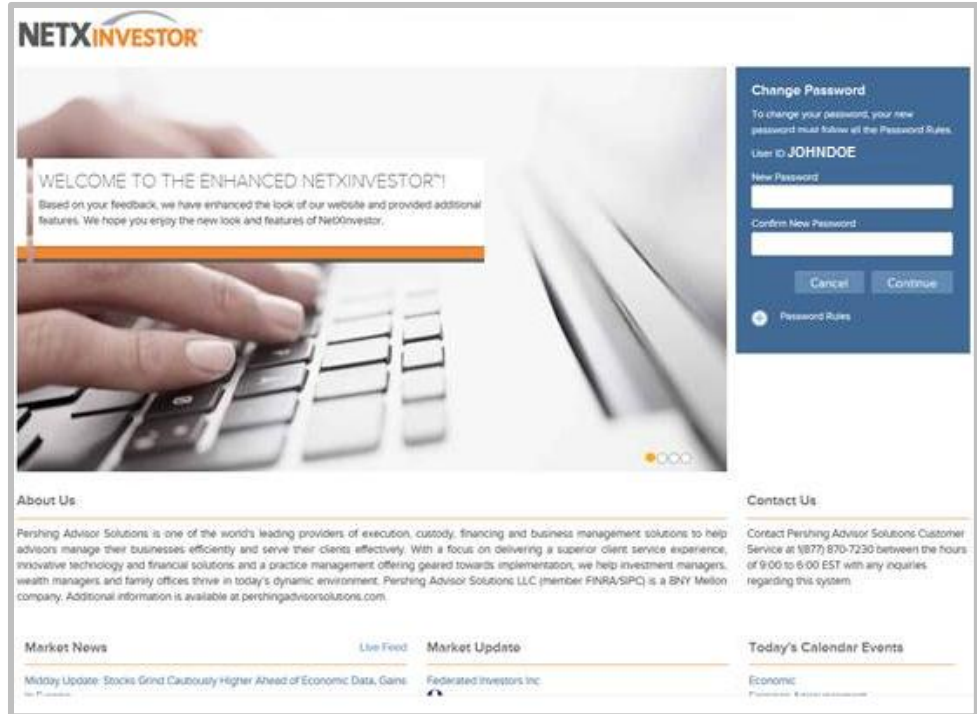 NETXINVESTOR
Change Password
To change your password, your new
password must follow all the Password Rules.
User ID JOHNDOE
New Password
Confirm New Password
Cancel Continue
Password Rules
WELCOME TO THE ENHANCED NETXINVESTOR™!
Based on your feedback, we have enhanced the look of our website and provided additional
features. We hope you enjoy the new look and features of NetXInvestor.
About Us
Pershing Advisor Solutions is one of the world's leading providers of execution, custody, financing and business management solutions to help
advisors manage their businesses efficiently and serve their clients effectively. With a focus on delivering a superior client service experience,
innovative technology and financial solutions and a practice management offering geared towards implementation, we help investment managers,
wealth managers and family offices thrive in today's dynamic environment. Pershing Advisor Solutions LLC (member FINRA/SIPC) is a BNY Mellon
company. Additional information is available at pershingadvisorsolutions.com.
Contact Us
Contact Pershing Advisor Solutions Customer
Service at 1(877) 870-7230 between the hours
of 9:00 to 6:00 EST with any inquiries
regarding this system
Market News Live Feed
Midday Update: Stocks Grind Cautiously Higher Ahead of Economic Data, Gains
Market Update
Federated Investors Inc
Today's Calendar Events
Economic